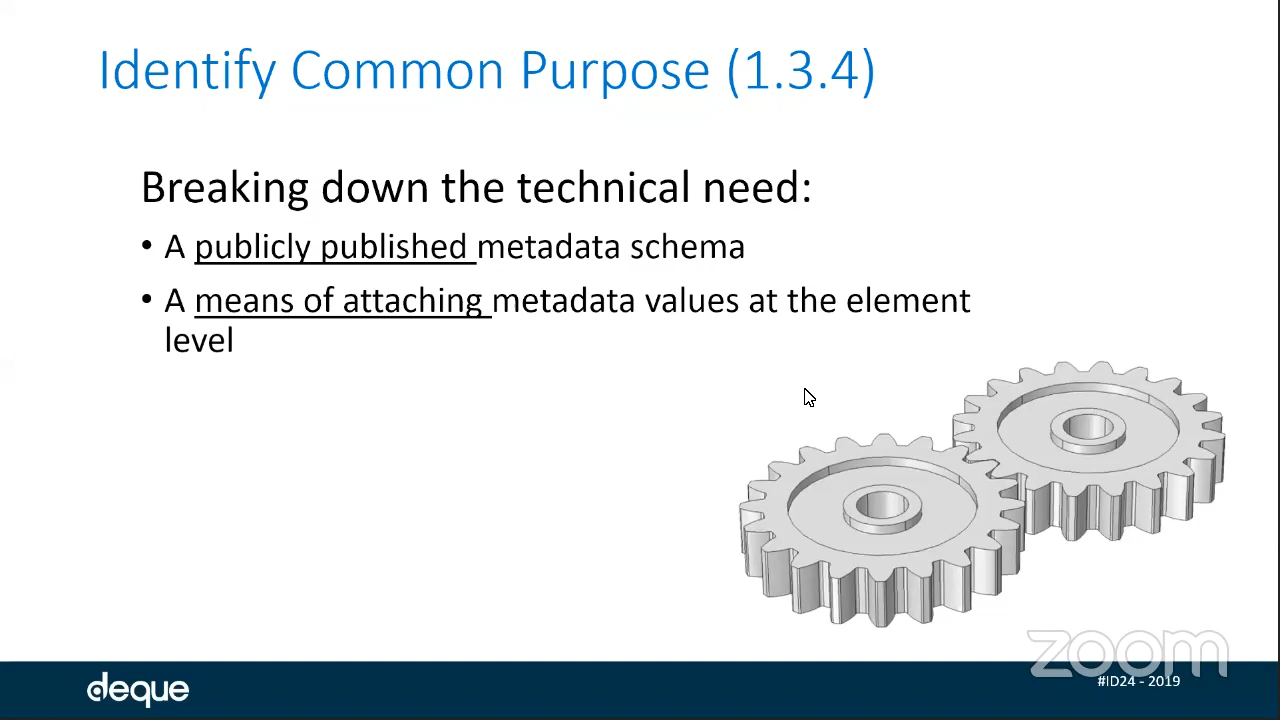 Identify Common Purpose (1.3.4)
Breaking down the technical need:
• A publicly published metadata schema
• A means of attaching metadata values at the element
level
zoom
deque
#ID24 - 2019